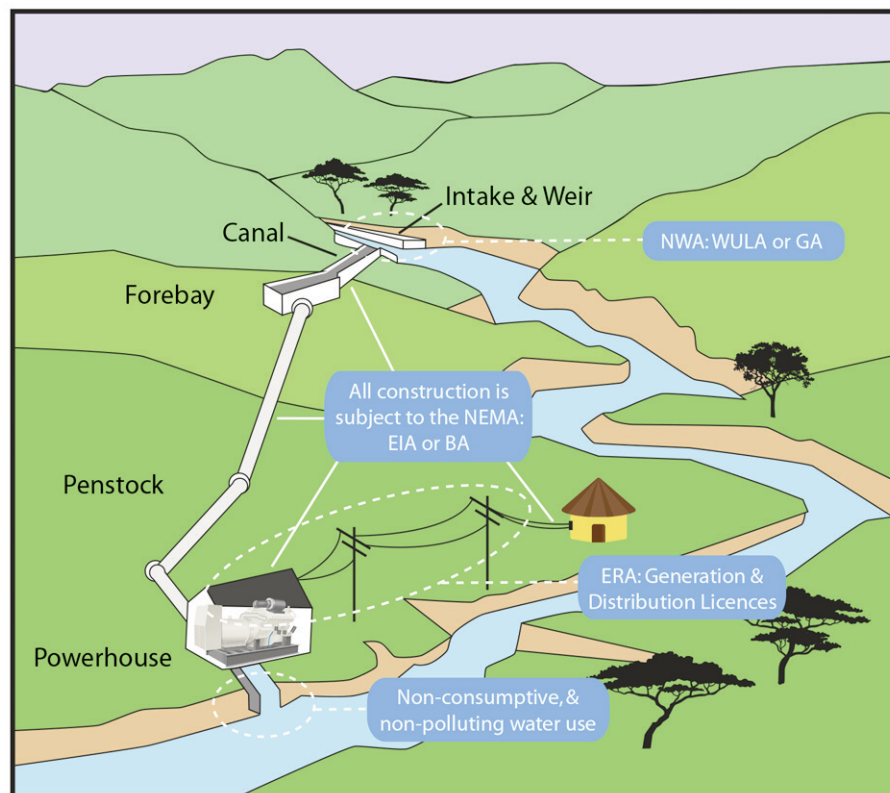 Intake & Weir
Canal
NWA: WULA or GA
Forebay
All construction is
subject to the NEMA:
EIA or BA
Penstock
ERA: Generation &
Distribution Licences
Powerhouse
Non-consumptive, &
non-polluting water use